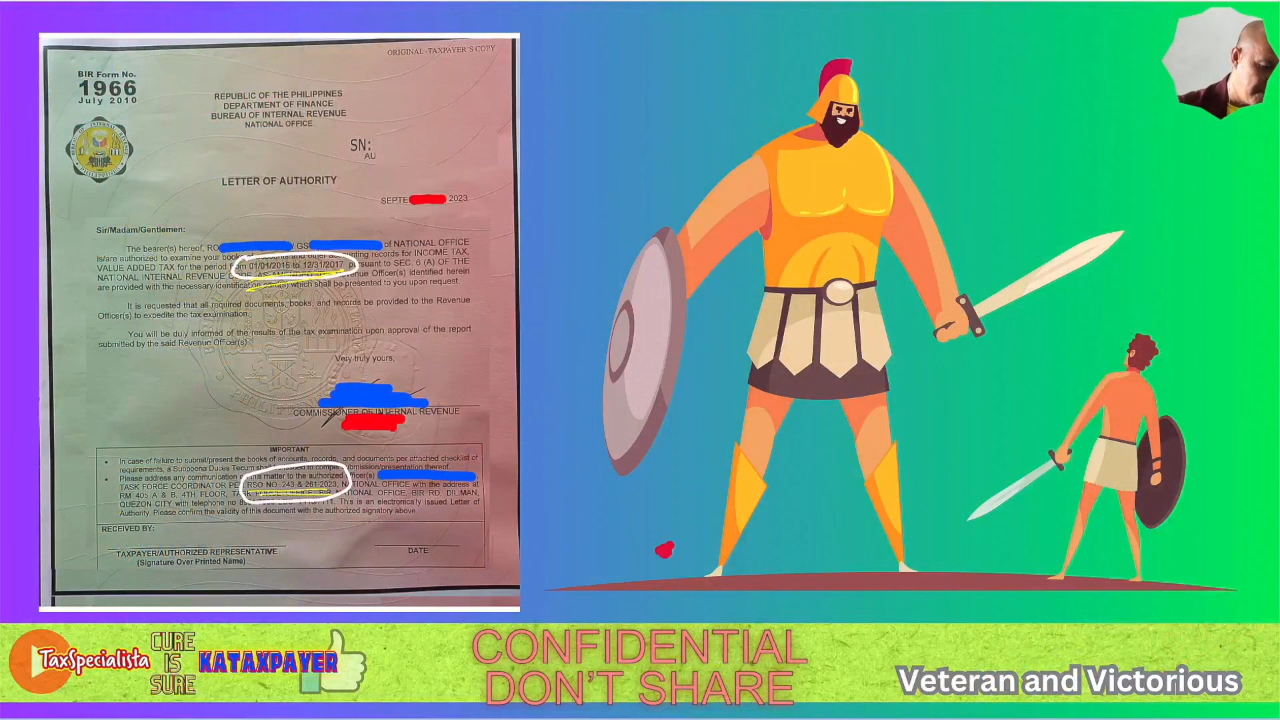 ORIGINAL -TAXPAYER'S COPY
BIR Form No.
1966
July 2010
REPUBLIC OF THE PHILIPPINES
DEPARTMENT OF FINANCE
BUREAU OF INTERNAL REVENUE
NATIONAL OFFICE
SN:
AU
LETTER OF AUTHORITY
SEPTE 2023
Sir/Madam/Gentlemen:
The bearer(s) hereof, RO GS of NATIONAL OFFICE
is/are authorized to examine your books of accounts and other accounting records for INCOME TAX,
VALUE ADDED TAX for the period from 01/01/2015 to 12/31/2017 pursuant to SEC. 6 (A) OF THE
NATIONAL INTERNAL REVENUE CODE AS AMENDED Revenue Officer(s) identified herein
are provided with the necessary identification card(s) which shall be presented to you upon request.
It is requested that all required documents, books, and records be provided to the Revenue
Officer(s) to expedite the tax examination.
You will be duly informed of the results of the tax examination upon approval of the report
submitted by the said Revenue Officer(s).
Very truly yours,
COMMISSIONER OF INTERNAL REVENUE
IMPORTANT
In case of failure to submit/present the books of accounts, records, and documents per attached checklist of
requirements, a Subpoena Duces Tecum shall be issued to compel submission/presentation thereof.
Please address any communication on this matter to the authorized officer(s)
TASK FORCE COORDINATOR PER RSO NO. 243 & 261-2023, NATIONAL OFFICE with the address at
RM 405 A & B, 4TH FLOOR, TASK BIR NATIONAL OFFICE, BIR RD, DILMAN,
QUEZON CITY with telephone no This is an electronically issued Letter of
Authority. Please confirm the validity of this document with the authorized signatory above.
RECEIVED BY:
TAXPAYER/AUTHORIZED REPRESENTATIVE
(Signature Over Printed Name)
DATE
TaxSpecialista
CURE
IS
SURE
KATAXPAYER
CONFIDENTIAL
DON'T SHARE
Veteran and Victorious